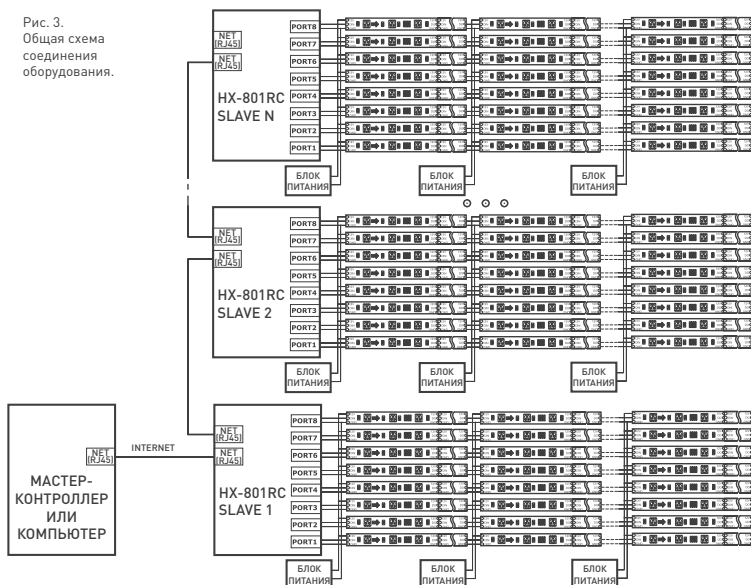 Рис. 3.
Общая схема
соединения
оборудования.
NET
(RJ45)
NET
(RJ45)
HX-801RC
SLAVE N
PORT8
PORT7
PORT6
PORT5
PORT4
PORT3
PORT2
PORT1
БЛОК
ПИТАНИЯ
БЛОК
ПИТАНИЯ
БЛОК
ПИТАНИЯ
NET
(RJ45)
NET
(RJ45)
HX-801RC
SLAVE 2
PORT8
PORT7
PORT6
PORT5
PORT4
PORT3
PORT2
PORT1
БЛОК
ПИТАНИЯ
БЛОК
ПИТАНИЯ
БЛОК
ПИТАНИЯ
NET
(RJ45)
МАСТЕР-
КОНТРОЛЛЕР
ИЛИ
КОМПЬЮТЕР
INTERNET
NET
(RJ45)
NET
(RJ45)
HX-801RC
SLAVE 1
PORT8
PORT7
PORT6
PORT5
PORT4
PORT3
PORT2
PORT1
БЛОК
ПИТАНИЯ
БЛОК
ПИТАНИЯ
БЛОК
ПИТАНИЯ